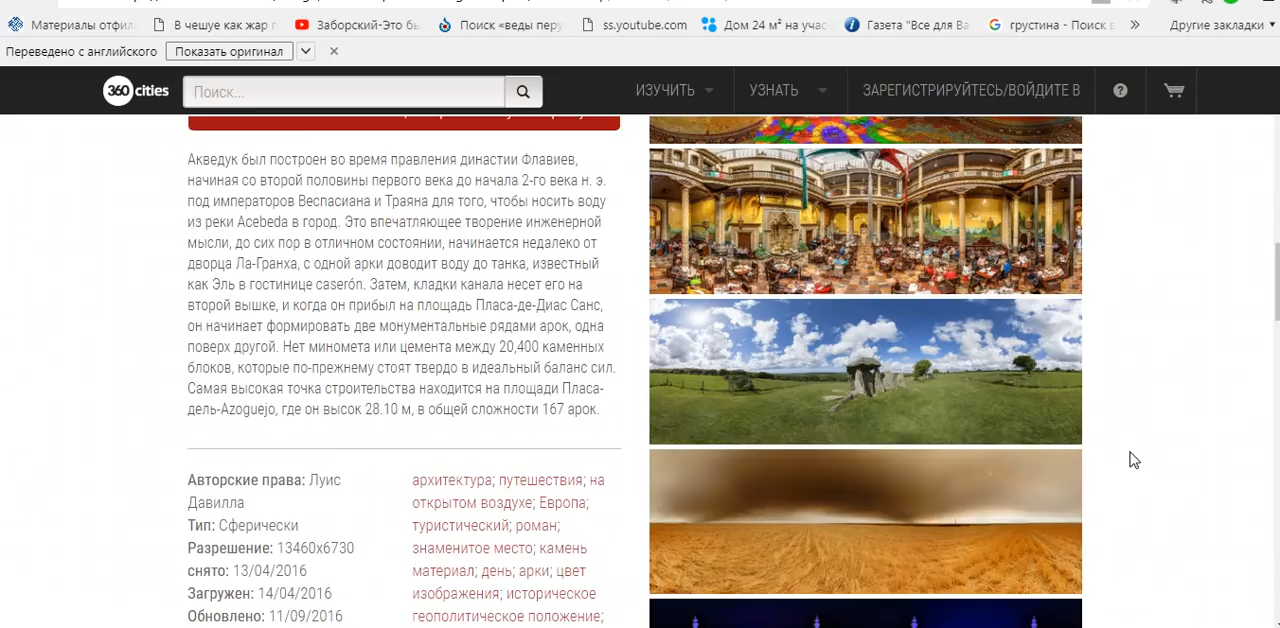 Материалы отфил
В чешуе как жар г
Заборский-Это бы
Поиск «веды перу
ss.youtube.com
Дом 24 м² на учас
Газета "Все для Ва
грустина - Поиск в
»
Другие закладки
Переведено с английского
Показать оригинал
360 cities
Поиск...
ИЗУЧИТЬ
УЗНАТЬ
ЗАРЕГИСТРИРУЙТЕСЬ/ВОЙДИТЕ В
Акведук был построен во время правления династии Флавиев,
начиная со второй половины первого века до начала 2-го века н. э.
под императоров Веспасиана и Траяна для того, чтобы носить воду
из реки Acebeda в город. Это впечатляющее творение инженерной
мысли, до сих пор в отличном состоянии, начинается недалеко от
дворца Ла-Гранха, с одной арки доводит воду до танка, известный
как Эль в гостинице caserón. Затем, кладки канала несет его на
второй вышке, и когда он прибыл на площадь Пласа-де-Диас Санс,
он начинает формировать две монументальные рядами арок, одна
поверх другой. Нет миномета или цемента между 20,400 каменных
блоков, которые по-прежнему стоят твердо в идеальный баланс сил.
Самая высокая точка строительства находится на площади Пласа-
дель-Azoguejo, где он высок 28.10 м, в общей сложности 167 арок.
Авторские права: Луис
Давилла
Тип: Сферически
Разрешение: 13460x6730
снято: 13/04/2016
Загружен: 14/04/2016
Обновлено: 11/09/2016
архитектура; путешествия; на
открытом воздухе; Европа;
туристический; роман;
знаменитое место; камень
материал; день; арки; цвет
изображения; историческое
геополитическое положение;